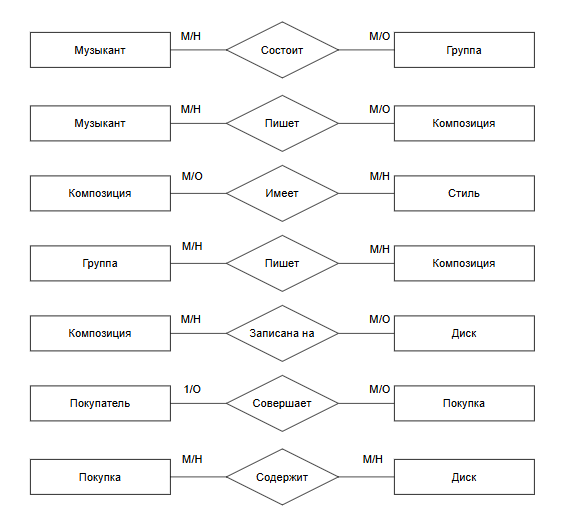 М/Н М/О
Музыкант Состоит Группа
М/Н М/О
Музыкант Пишет Композиция
М/О М/Н
Композиция Имеет Стиль
М/Н М/Н
Группа Пишет Композиция
М/Н М/О
Композиция Записана на Диск
1/О М/О
Покупатель Совершает Покупка
М/Н М/Н
Покупка Содержит Диск